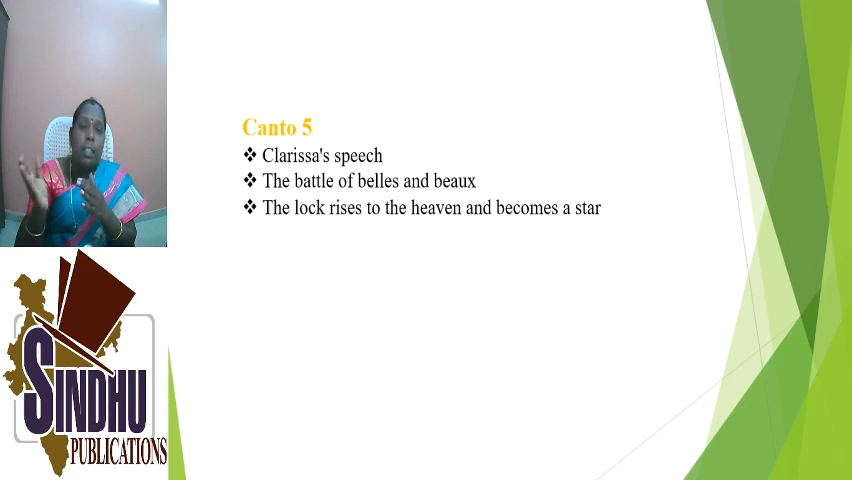 Canto 5
❖ Clarissa's speech
❖ The battle of belles and beaux
❖ The lock rises to the heaven and becomes a star
SINDHU
PUBLICATIONS